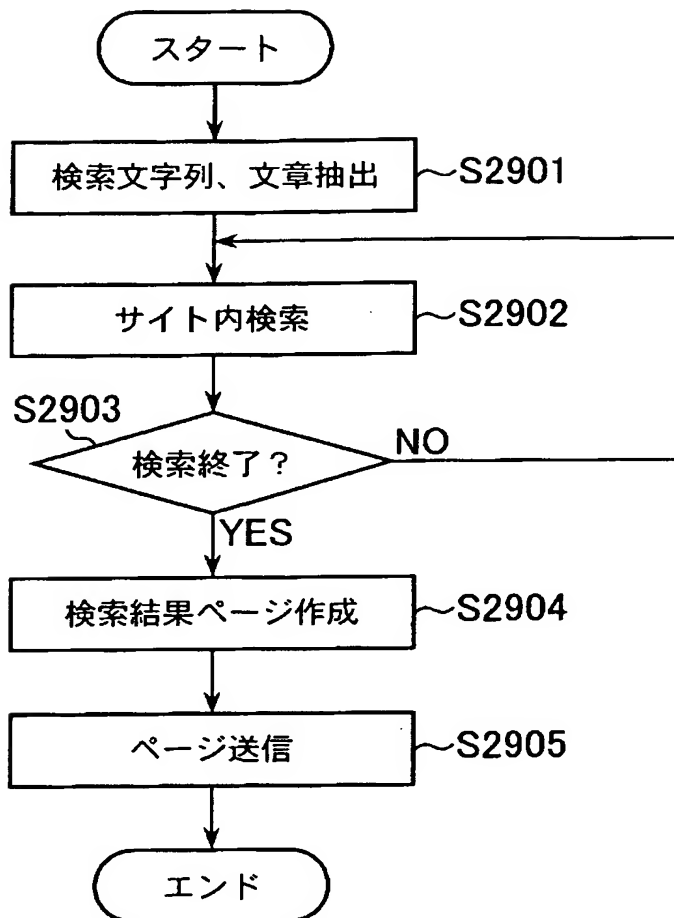 スタート
検索文字列、文章抽出
S2901
サイト内検索
S2902
S2903
検索終了？
NO
YES
検索結果ページ作成
S2904
ページ送信
S2905
エンド